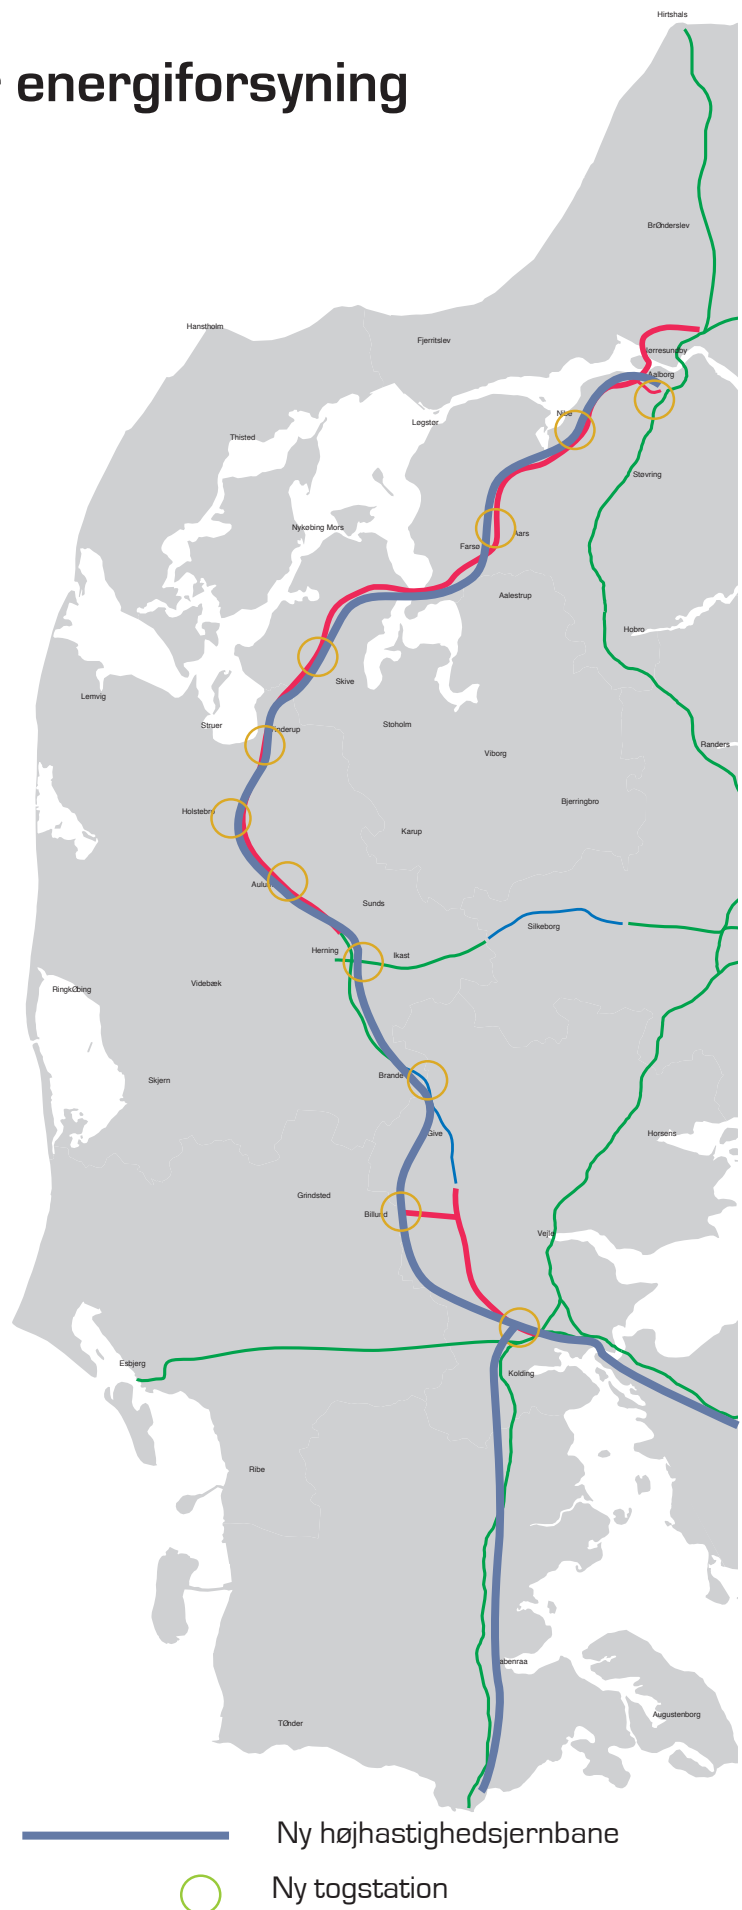 Hirtshals
energiforsyning
BrØnderslev
Hanstholm
Fjerritslev
Nørresundby
Aalborg
Nibe
Løgstør
Thisted
Støvring
Nykøbing Mors
Aars
Farsø
Aalestrup
Hobro
Skive
Lemvig
Struer
Vinderup
Stoholm
Randers
Viborg
Bjerringbro
Holstebro
Karup
Aulum
Sunds
Silkeborg
Herning
Ikast
Videbæk
RingkØbing
Brande
Skjern
Give
Horsens
Grindsted
Billund
Vejle
Esbjerg
Kolding
Ribe
Aabenraa
Augustenborg
TØnder
Ny højhastighedsjernbane
Ny togstation